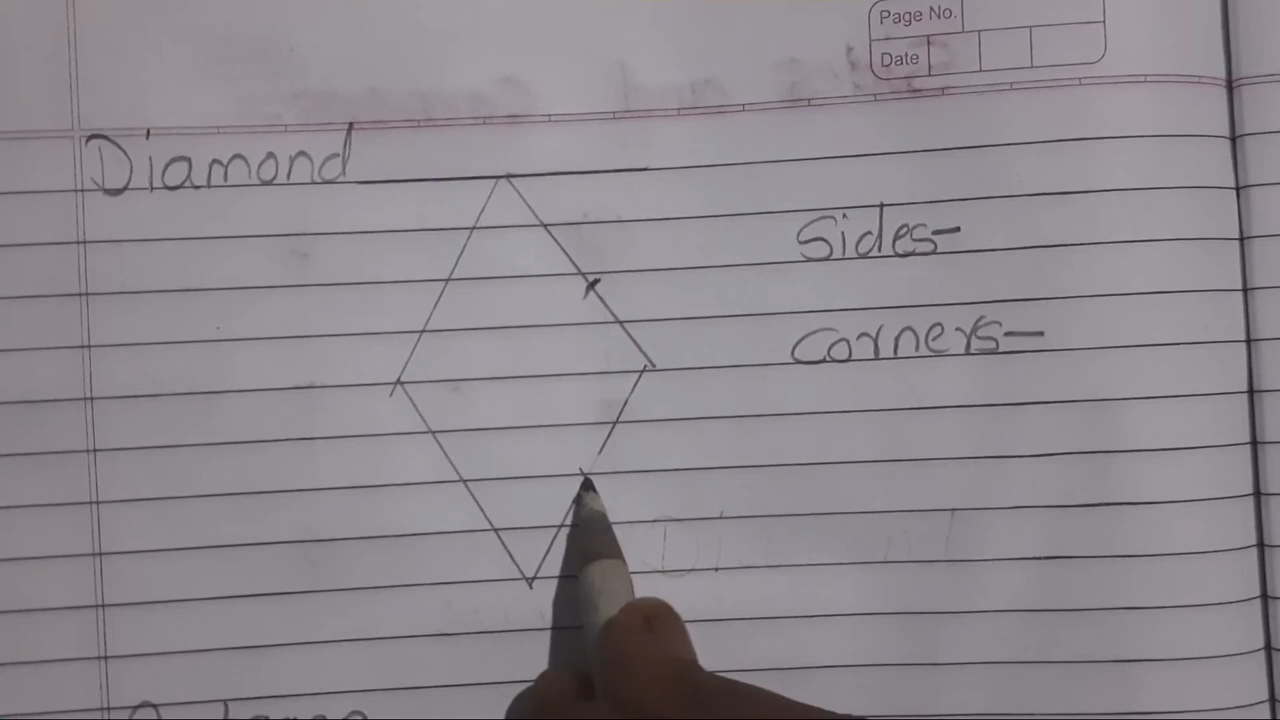 Page No.
Date
Diamond
Sides-
Corners-